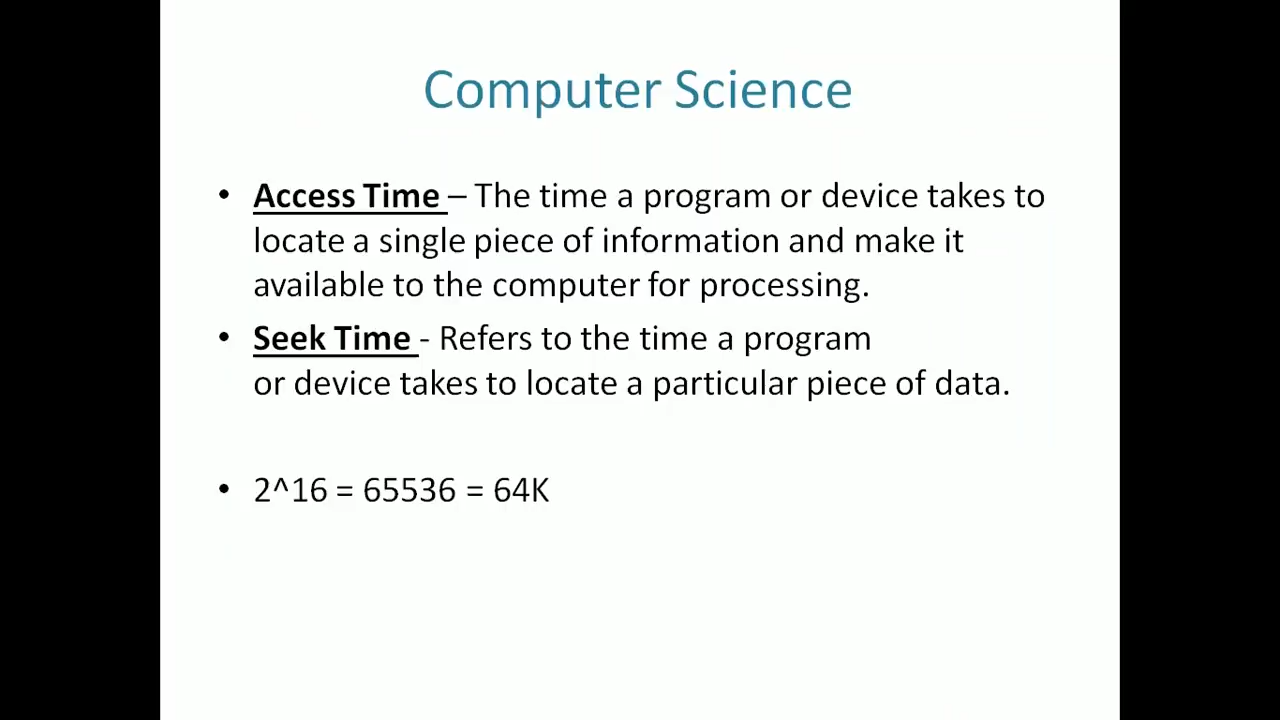 Computer Science
• Access Time – The time a program or device takes to
locate a single piece of information and make it
available to the computer for processing.
• Seek Time - Refers to the time a program
or device takes to locate a particular piece of data.
• 2^16 = 65536 = 64K